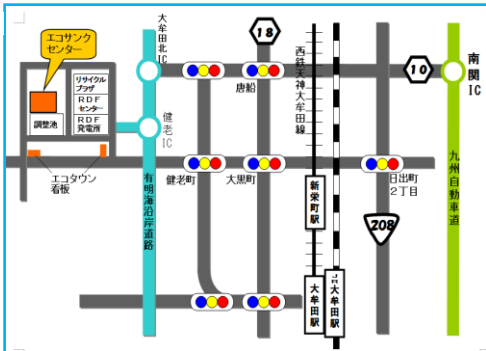 エコサンク
センター
大牟田北IC
18
西鉄天神大牟田線
南関
IC
10
リサイクル
プラザ
RDF
センター
RDF
発電所
調整池
唐船
健老
IC
エコタウン
看板
有明海沿岸道路
健老町
大黒町
新栄町駅
日出町
2丁目
九州自動車道
208
大牟田駅
JR大牟田駅